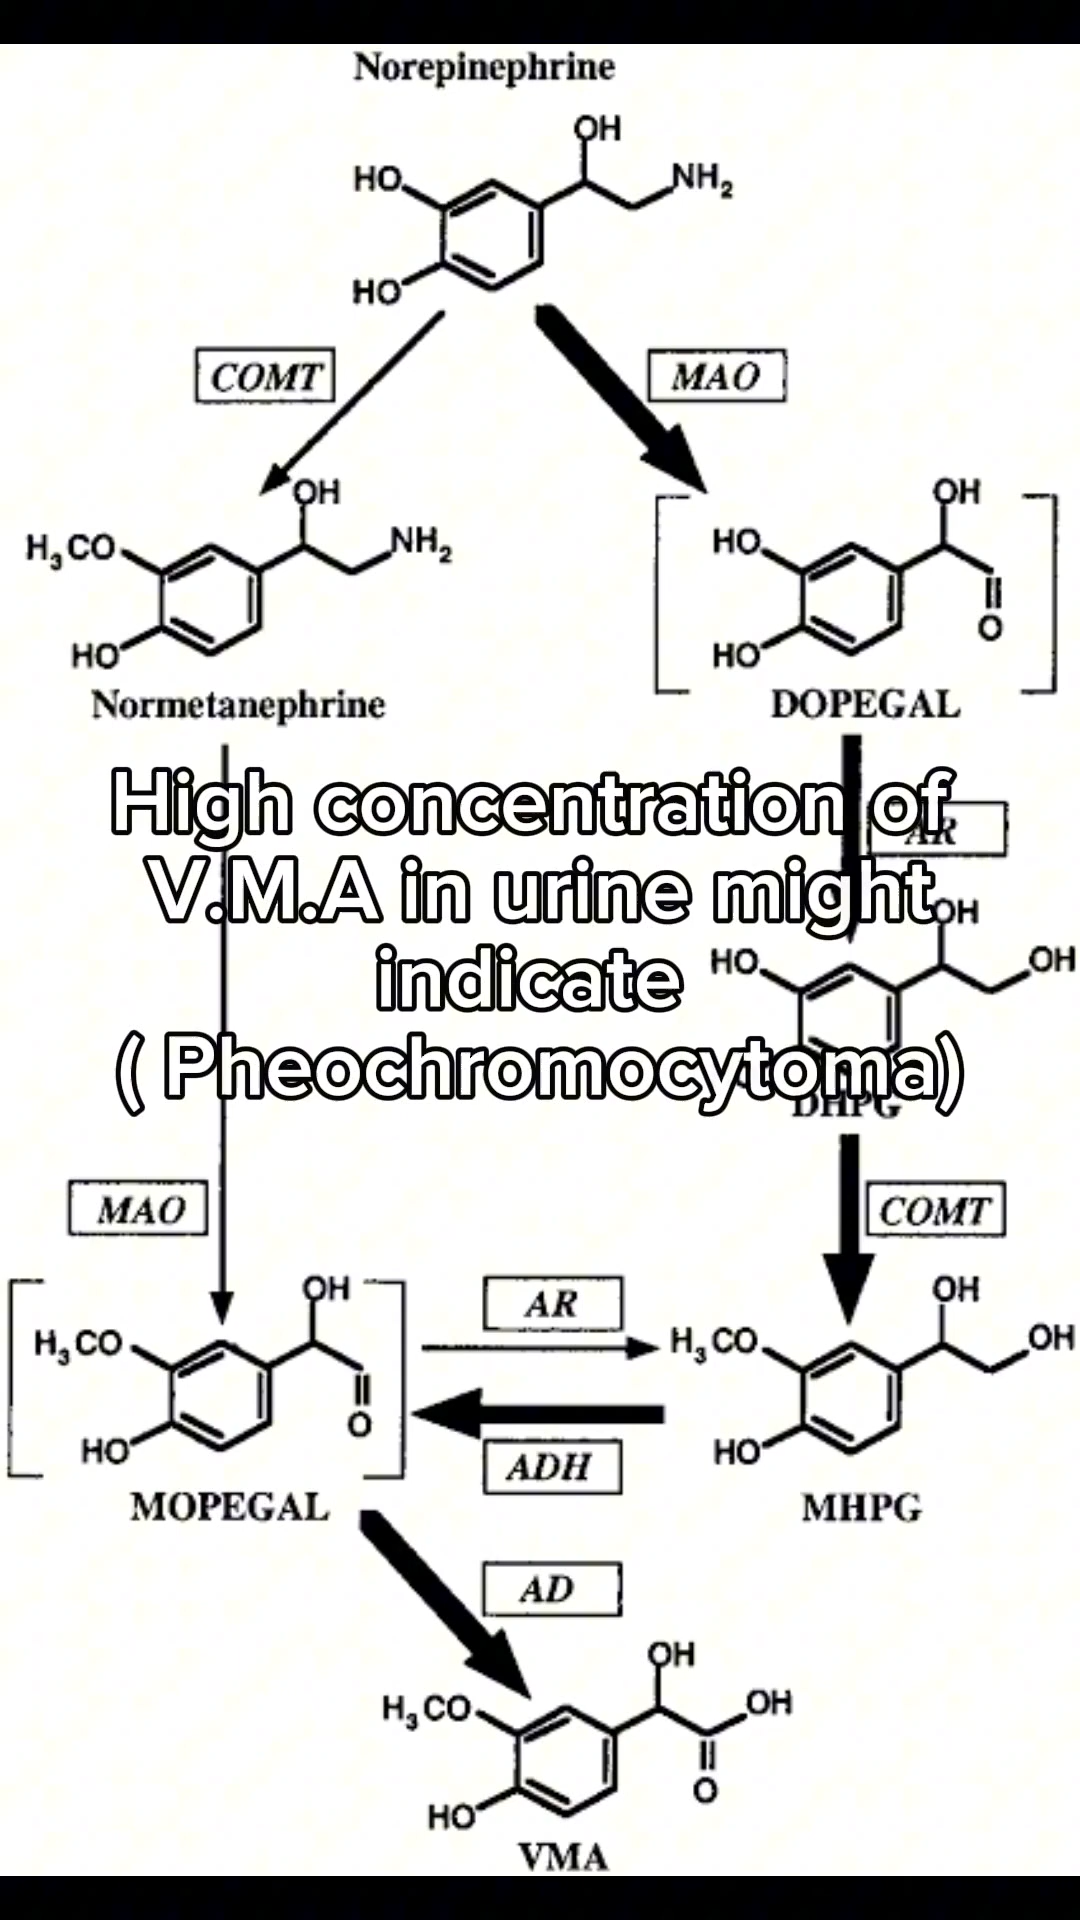 Norepinephrine
OH
HO
NH2
HO
COMT
MAO
OH
H3CO
NH2
HO
Normetanephrine
OH
HO
O
HO
DOPEGAL
High concentration of
V.M.A in urine might
indicate
( Pheochromocytoma)
AR
OH
HO
OH
DHPG
MAO
COMT
OH
H3CO
O
HO
MOPEGAL
AR
ADH
OH
H3CO
OH
HO
MHPG
AD
OH
H3CO
OH
O
HO
VMA